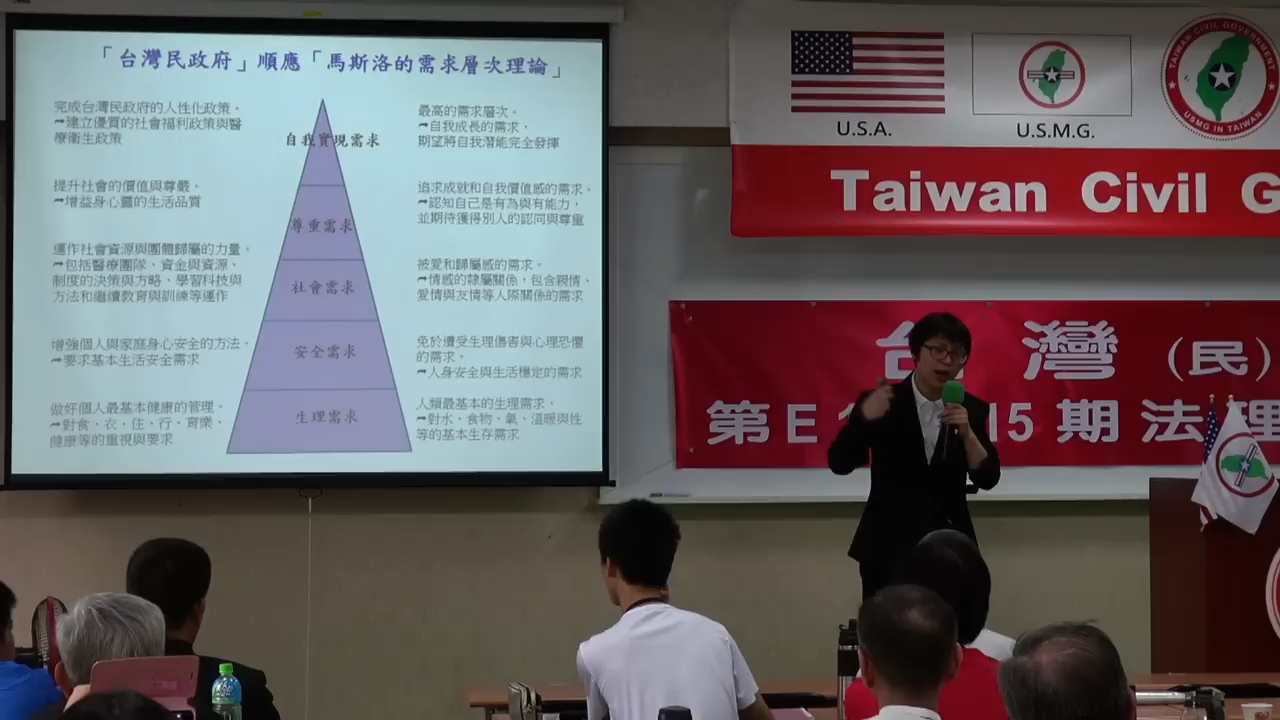 「台灣民政府」順應「馬斯洛的需求層次理論」
完成台灣民政府的人性化政策。
➡建立優質的社會福利政策與醫
療衛生政策
提升社會的價值與尊嚴。
➡增益身心靈的生活品質
運作社會資源與團體歸屬的力量。
➡包括醫療團隊、資金與資源、
制度的決策與方略、學習科技與
方法和繼續教育與訓練等運作
增強個人與家庭身心安全的方法。
➡要求基本生活安全需求
做好個人最基本健康的管理。
➡對食、衣、住、行、育樂、
健康等的重視與要求
自我實現需求
尊重需求
社會需求
安全需求
生理需求
最高的需求層次。
➡自我成長的需求，
期望將自我潛能完全發揮
追求成就和自我價值感的需求，
➡認知自己是有為與有能力，
並期待獲得別人的認同與尊重
被愛和歸屬感的需求。
➡情感的隸屬關係，包含親情、
愛情與友情等人際關係的需求
免於遭受生理傷害與心理恐懼
的需求。
➡人身安全與生活穩定的需求
人類最基本的生理需求。
➡對水、食物、氧、溫暖與性
等的基本生存需求
U.S.A.
U.S.M.G.
TAIWAN CIVIL GOVERNMENT
USMG IN TAIWAN
Taiwan Civil G
台灣（民）
第E1 15期法理